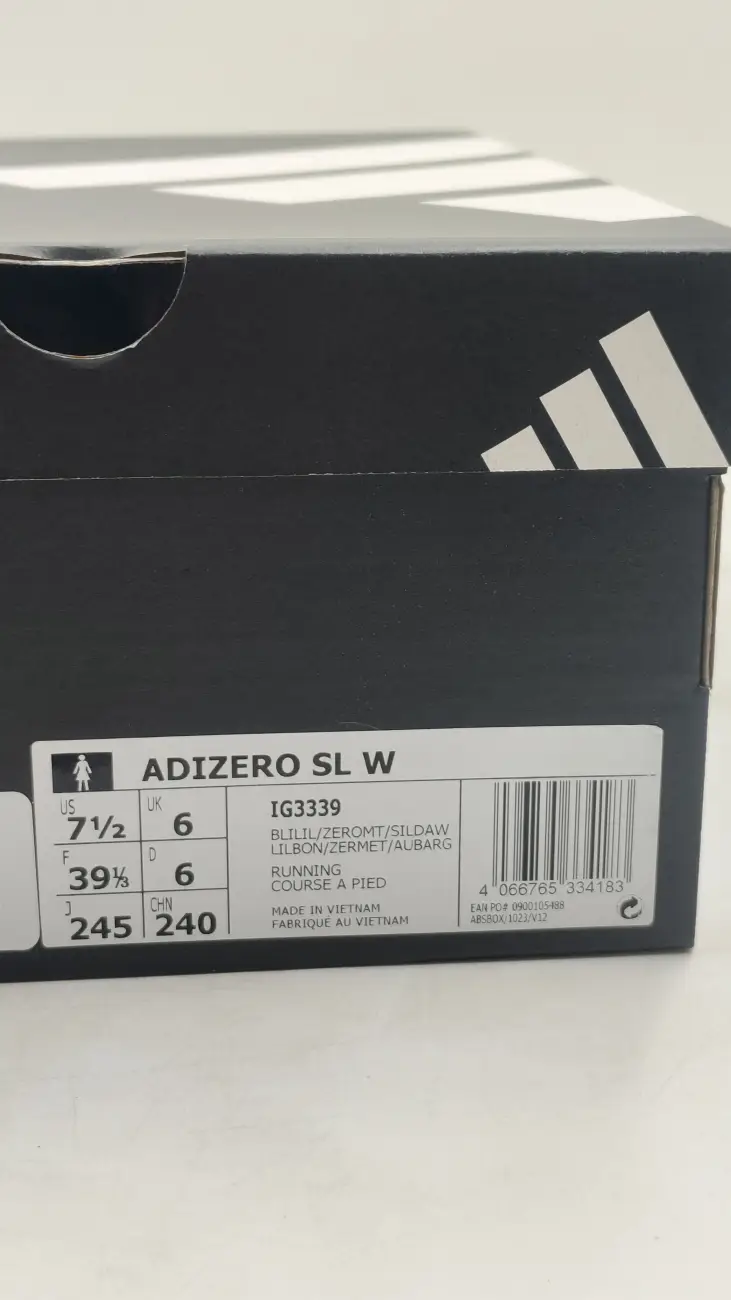 ADIZERO SL W
US 7½ UK 6
F 39⅓ D 6
J 245 CHN 240
IG3339
BLILIL/ZEROMT/SILDAW
LILBON/ZERMET/AUBARG
RUNNING
COURSE A PIED
MADE IN VIETNAM
FABRIQUÉ AU VIETNAM
4 066765 334183
EAN PO# 0900105488
ABSBOX/1023/V12